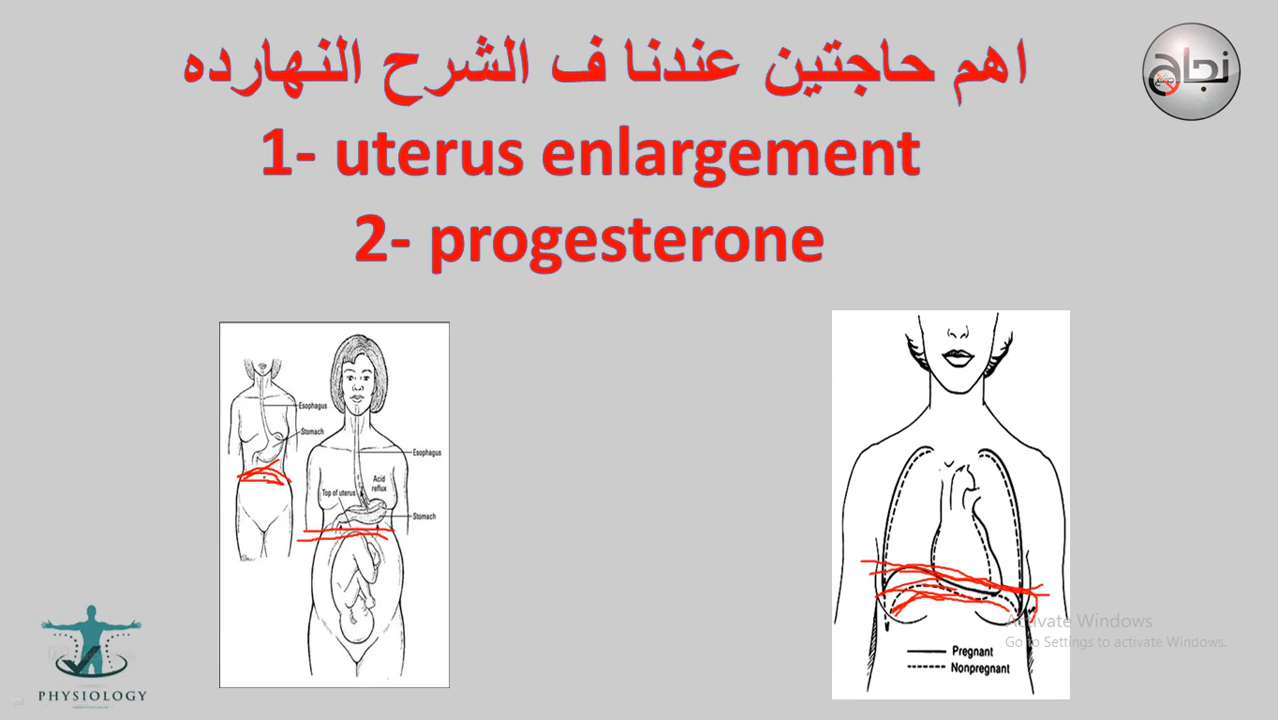 اهم حاجتين عندنا ف الشرح النهارده
نجاح
1- uterus enlargement
2- progesterone
Esophagus
Stomach
Esophagus
Acid
reflux
Top of uterus
Stomach
Pregnant
Nonpregnant
Activate Windows
Go to Settings to activate Windows.
PHYSIOLOGY